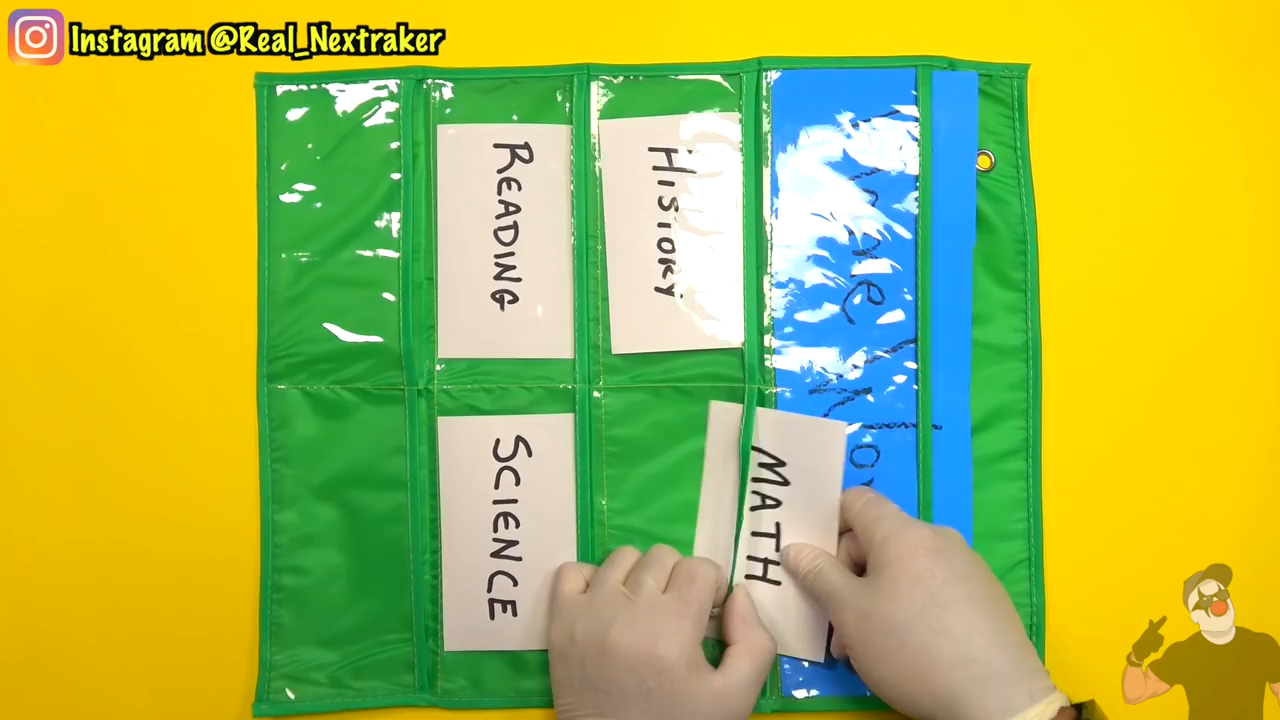 Instagram @Real_Nextraker
READING
HISTORY
SCIENCE
MATH